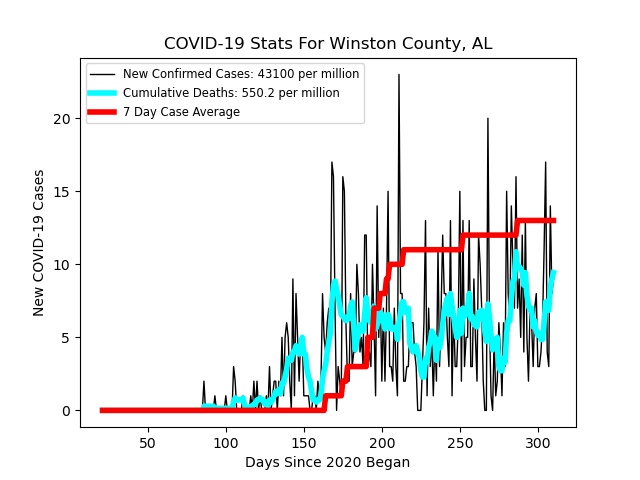 COVID-19 Stats For Winston County, AL
New Confirmed Cases: 43100 per million
Cumulative Deaths: 550.2 per million
7 Day Case Average
New COVID-19 Cases
20
15
10
5
0
50 100 150 200 250 300
Days Since 2020 Began